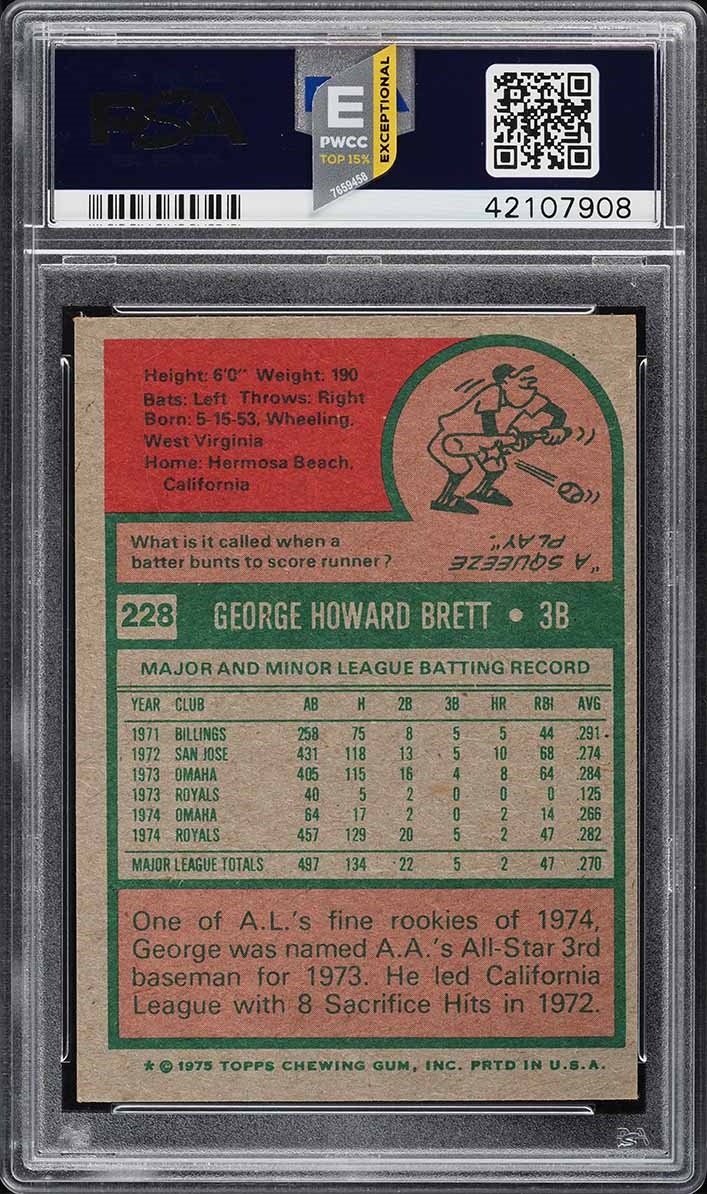 PSA
E
PWCC
TOP 15%
EXCEPTIONAL
7659458
42107908
Height: 6'0" Weight: 190
Bats: Left Throws: Right
Born: 5-15-53, Wheeling,
West Virginia
Home: Hermosa Beach,
California
What is it called when a
batter bunts to score runner?
"A SQUEEZE
PLAY".
228 GEORGE HOWARD BRETT • 3B
MAJOR AND MINOR LEAGUE BATTING RECORD
YEAR CLUB AB H 2B 3B HR RBI AVG
1971 BILLINGS 258 75 8 5 5 44 .291
1972 SAN JOSE 431 118 13 5 10 68 .274
1973 OMAHA 405 115 16 4 8 64 .284
1973 ROYALS 40 5 2 0 0 0 .125
1974 OMAHA 64 17 2 0 2 14 .266
1974 ROYALS 457 129 20 5 2 47 .282
MAJOR LEAGUE TOTALS 497 134 22 5 2 47 .270
One of A.L.'s fine rookies of 1974,
George was named A.A.'s All-Star 3rd
baseman for 1973. He led California
League with 8 Sacrifice Hits in 1972.
* © 1975 TOPPS CHEWING GUM, INC. PRTD IN U.S.A.
PSA